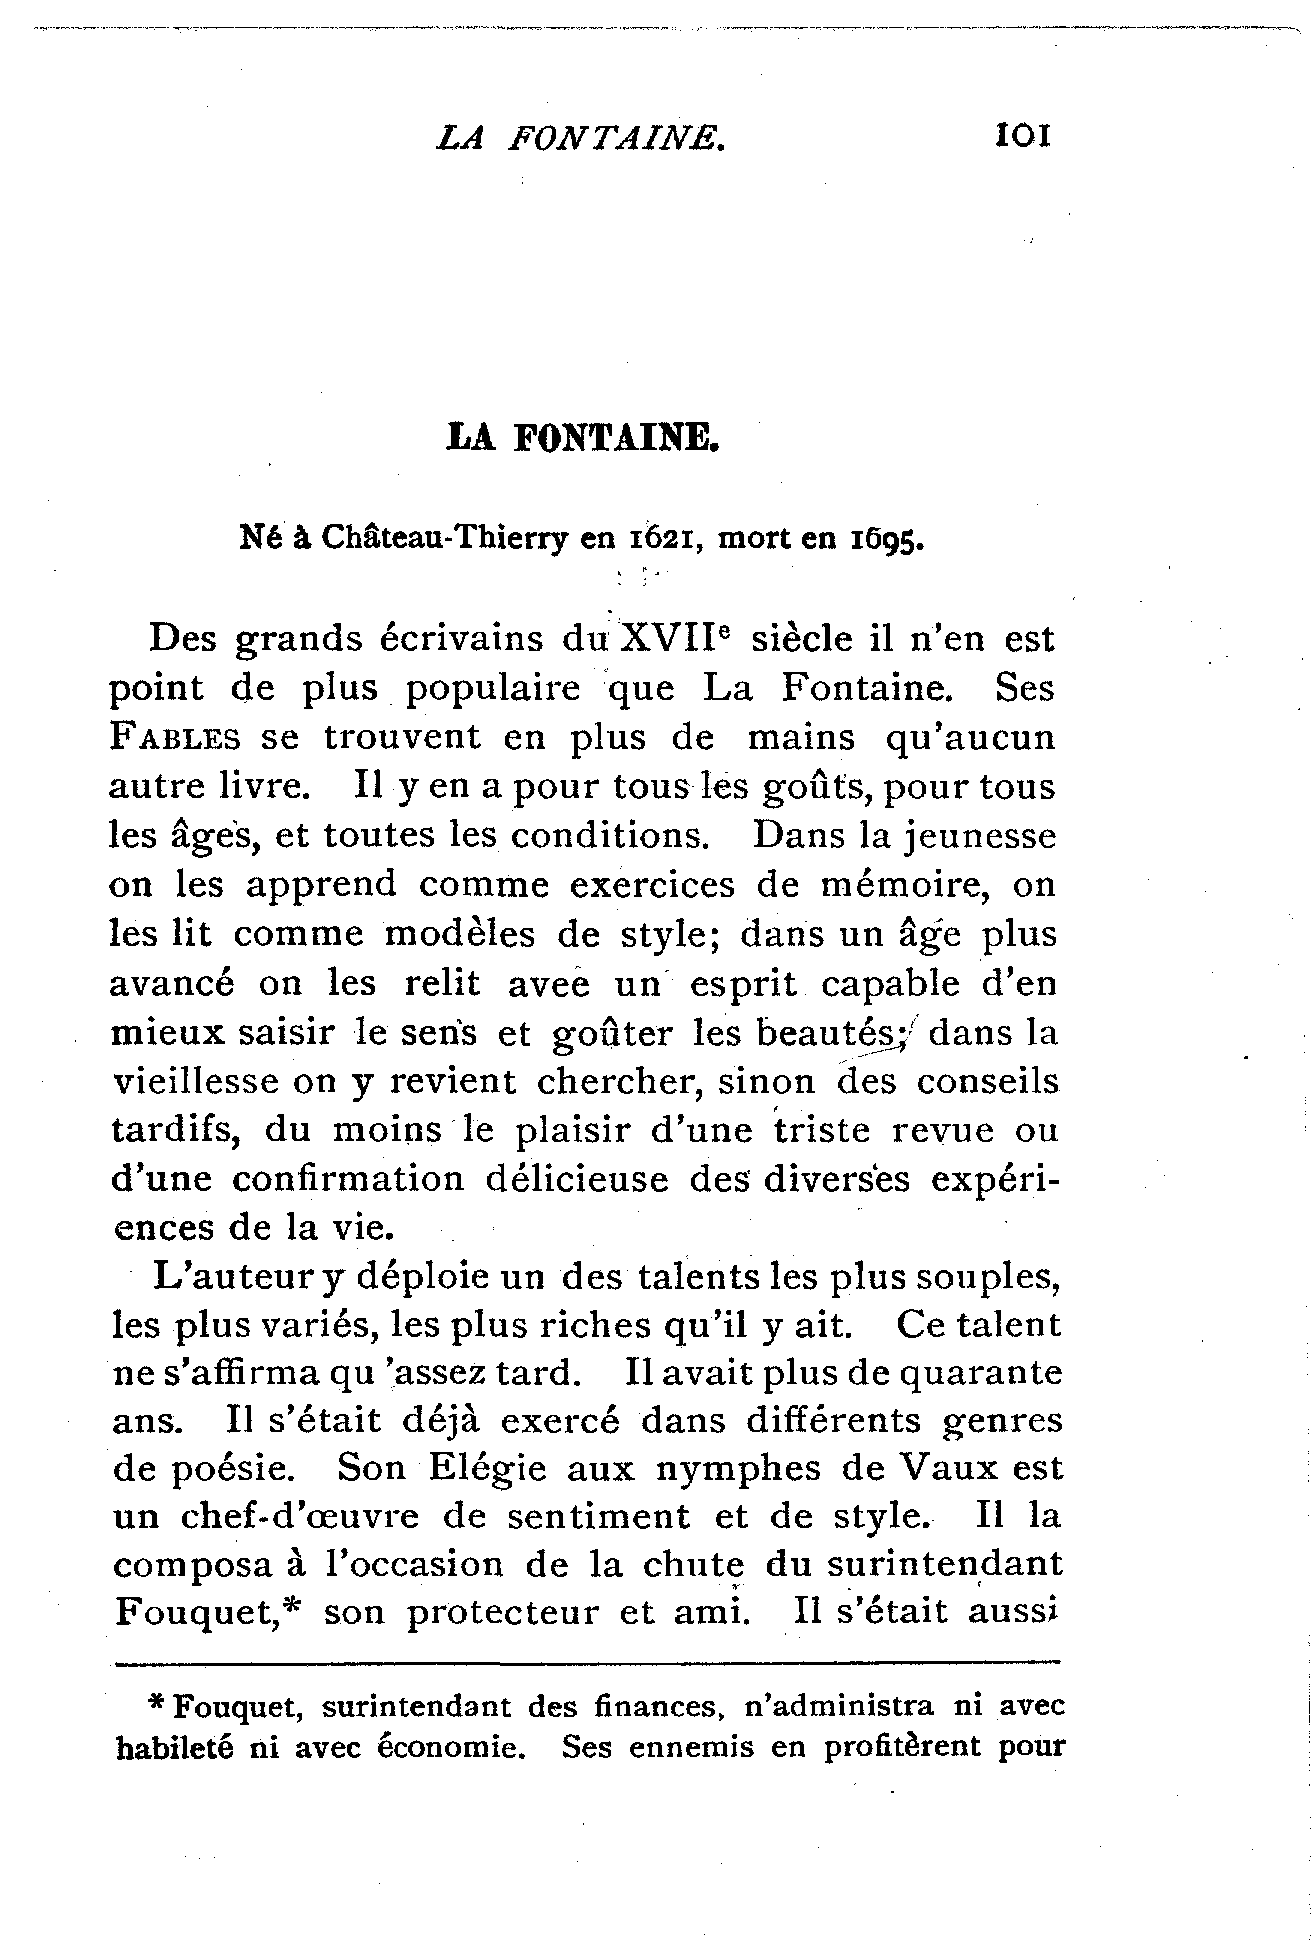 LA FONTAINE. 101
LA FONTAINE.
Né à Château-Thierry en 1621, mort en 1695.
Des grands écrivains du XVIIe siècle il n'en est
point de plus populaire que La Fontaine. Ses
FABLES se trouvent en plus de mains qu'aucun
autre livre. Il y en a pour tous les goûts, pour tous
les âges, et toutes les conditions. Dans la jeunesse
on les apprend comme exercices de mémoire, on
les lit comme modèles de style; dans un âge plus
avancé on les relit avec un esprit capable d'en
mieux saisir le sens et goûter les beautés; dans la
vieillesse on y revient chercher, sinon des conseils
tardifs, du moins le plaisir d'une triste revue ou
d'une confirmation délicieuse des diverses expéri-
ences de la vie.
L'auteur y déploie un des talents les plus souples,
les plus variés, les plus riches qu'il y ait. Ce talent
ne s'affirma qu 'assez tard. Il avait plus de quarante
ans. Il s'était déjà exercé dans différents genres
de poésie. Son Elégie aux nymphes de Vaux est
un chef-d'œuvre de sentiment et de style. Il la
composa à l'occasion de la chute du surintendant
Fouquet,* son protecteur et ami. Il s'était aussi
* Fouquet, surintendant des finances, n'administra ni avec
habileté ni avec économie. Ses ennemis en profitèrent pour